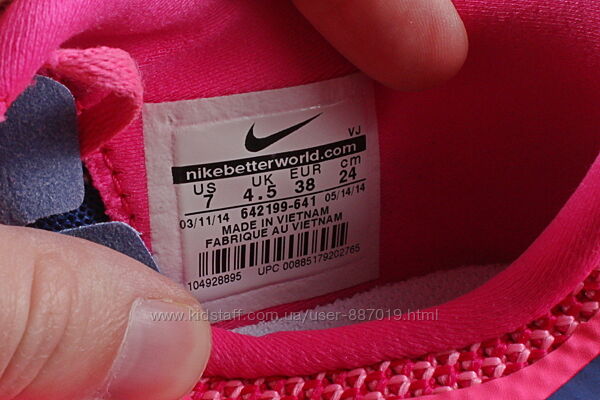 VJ
nikebetterworld.com
US UK EUR cm
7 4.5 38 24
03/11/14 642199-641 05/14/14
MADE IN VIETNAM
FABRIQUE AU VIETNAM
104928895 UPC 00885179202765
www.kidstaff.com.ua/user-887019.html